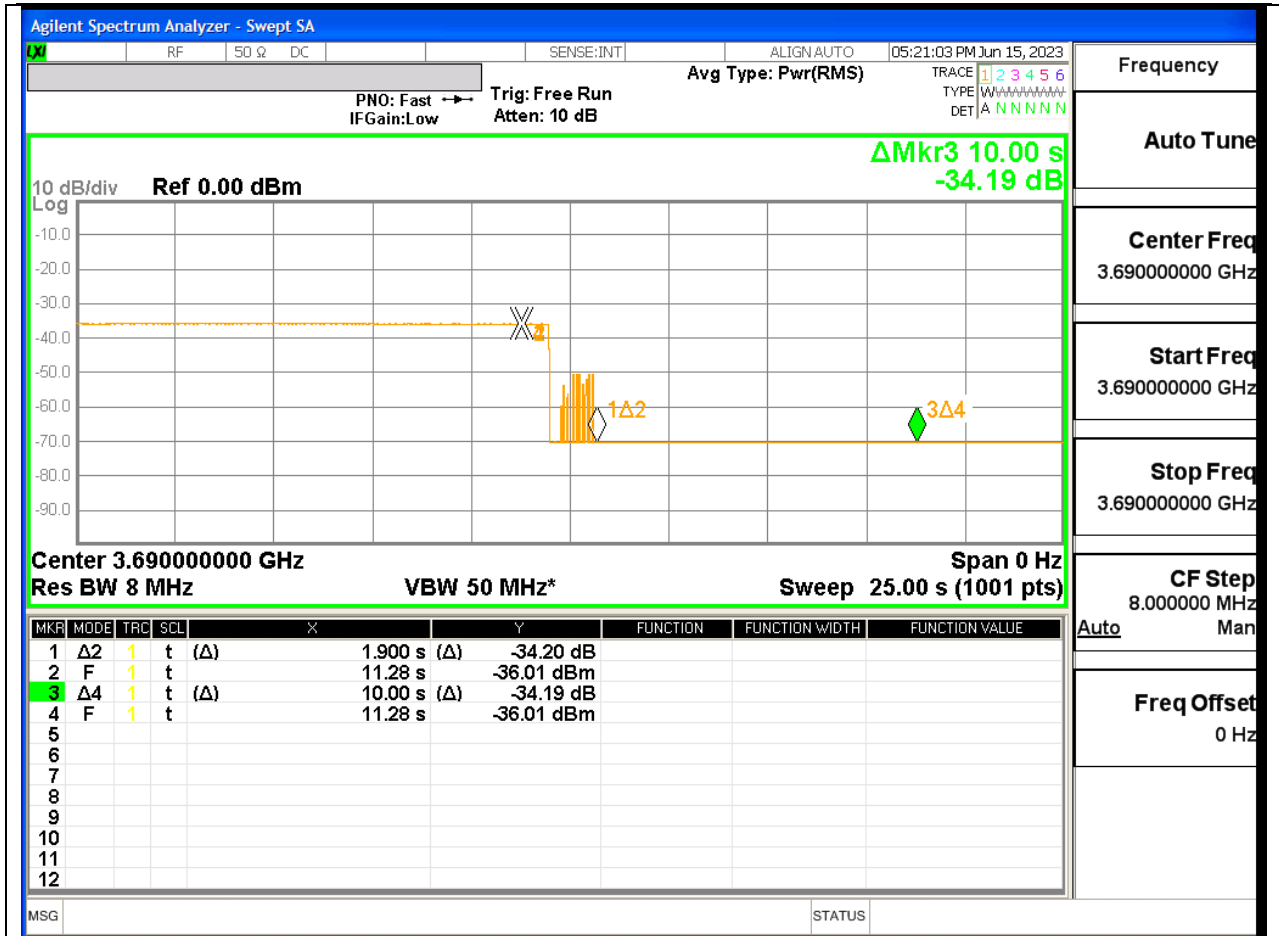 Agilent Spectrum Analyzer - Swept SA
LXI RF 50 Ω DC SENSE:INT ALIGN AUTO 05:21:03 PM Jun 15, 2023
Frequency
PNO: Fast
IFGain:Low
Trig: Free Run
Atten: 10 dB
Avg Type: Pwr(RMS)
TRACE 1 2 3 4 5 6
TYPE
DET A N N N N N
Auto Tune
ΔMkr3 10.00 s
-34.19 dB
10 dB/div Ref 0.00 dBm
Log
-10.0
-20.0
-30.0
-40.0
-50.0
-60.0
-70.0
-80.0
-90.0
1Δ2
3Δ4
Center 3.690000000 GHz Span 0 Hz
Res BW 8 MHz VBW 50 MHz* Sweep 25.00 s (1001 pts)
Center Freq
3.690000000 GHz
Start Freq
3.690000000 GHz
Stop Freq
3.690000000 GHz
CF Step
8.000000 MHz
Auto Man
Freq Offset
0 Hz
MKR MODE TRC SCL X Y FUNCTION FUNCTION WIDTH FUNCTION VALUE
1 Δ2 1 t (Δ) 1.900 s (Δ) -34.20 dB
2 F 1 t 11.28 s -36.01 dBm
3 Δ4 1 t (Δ) 10.00 s (Δ) -34.19 dB
4 F 1 t 11.28 s -36.01 dBm
5
6
7
8
9
10
11
12
MSG STATUS